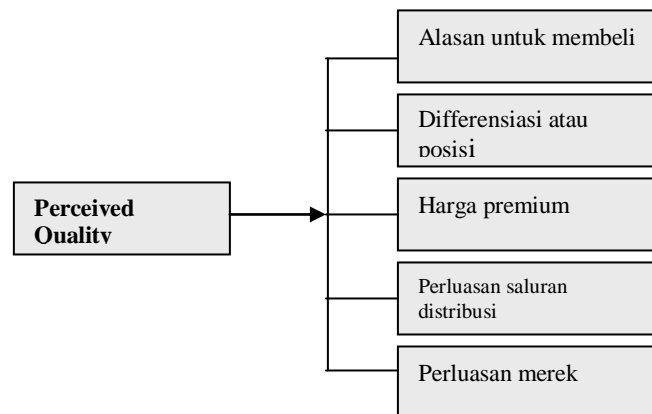 Alasan untuk membeli
Differensiasi atau
posisi
Perceived
Quality
Harga premium
Perluasan saluran
distribusi
Perluasan merek